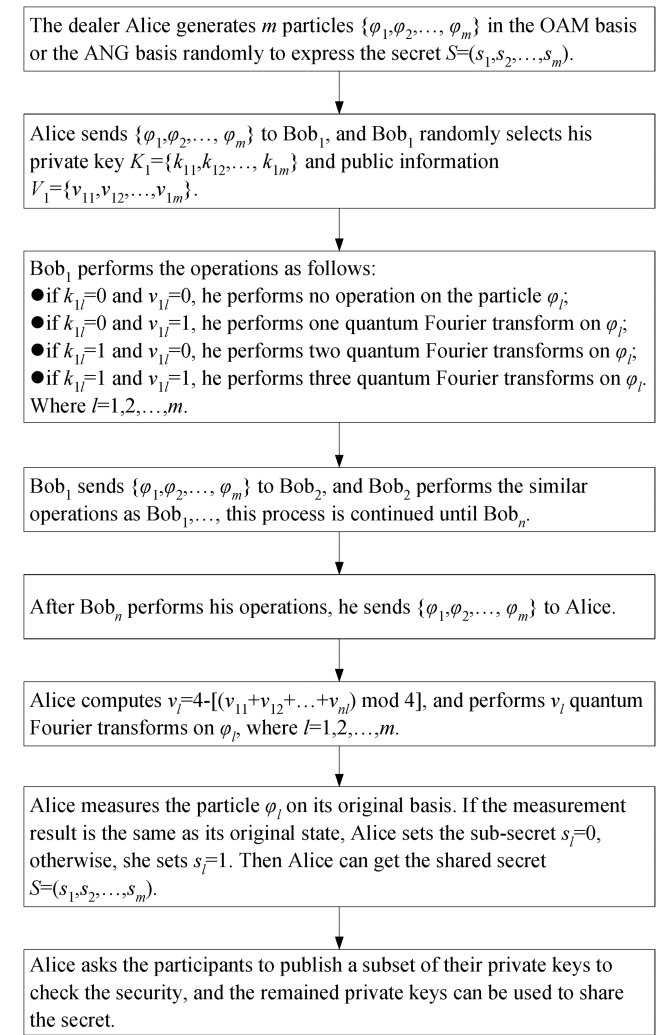 The dealer Alice generates m particles {φ₁,φ₂,…, φₘ} in the OAM basis
or the ANG basis randomly to express the secret S=(s₁,s₂,…,sₘ).
Alice sends {φ₁,φ₂,…, φₘ} to Bob₁, and Bob₁ randomly selects his
private key K₁={k₁₁,k₁₂,…, k₁ₘ} and public information
V₁={v₁₁,v₁₂,…,v₁ₘ}.
Bob₁ performs the operations as follows:
●if k₁ₗ=0 and v₁ₗ=0, he performs no operation on the particle φₗ;
●if k₁ₗ=0 and v₁ₗ=1, he performs one quantum Fourier transform on φₗ;
●if k₁ₗ=1 and v₁ₗ=0, he performs two quantum Fourier transforms on φₗ;
●if k₁ₗ=1 and v₁ₗ=1, he performs three quantum Fourier transforms on φₗ.
Where l=1,2,…,m.
Bob₁ sends {φ₁,φ₂,…, φₘ} to Bob₂, and Bob₂ performs the similar
operations as Bob₁,…, this process is continued until Bobₙ.
After Bobₙ performs his operations, he sends {φ₁,φ₂,…, φₘ} to Alice.
Alice computes vₗ=4-[(v₁₁+v₁₂+…+vₙₗ) mod 4], and performs vₗ quantum
Fourier transforms on φₗ, where l=1,2,…,m.
Alice measures the particle φₗ on its original basis. If the measurement
result is the same as its original state, Alice sets the sub-secret sₗ=0,
otherwise, she sets sₗ=1. Then Alice can get the shared secret
S=(s₁,s₂,…,sₘ).
Alice asks the participants to publish a subset of their private keys to
check the security, and the remained private keys can be used to share
the secret.